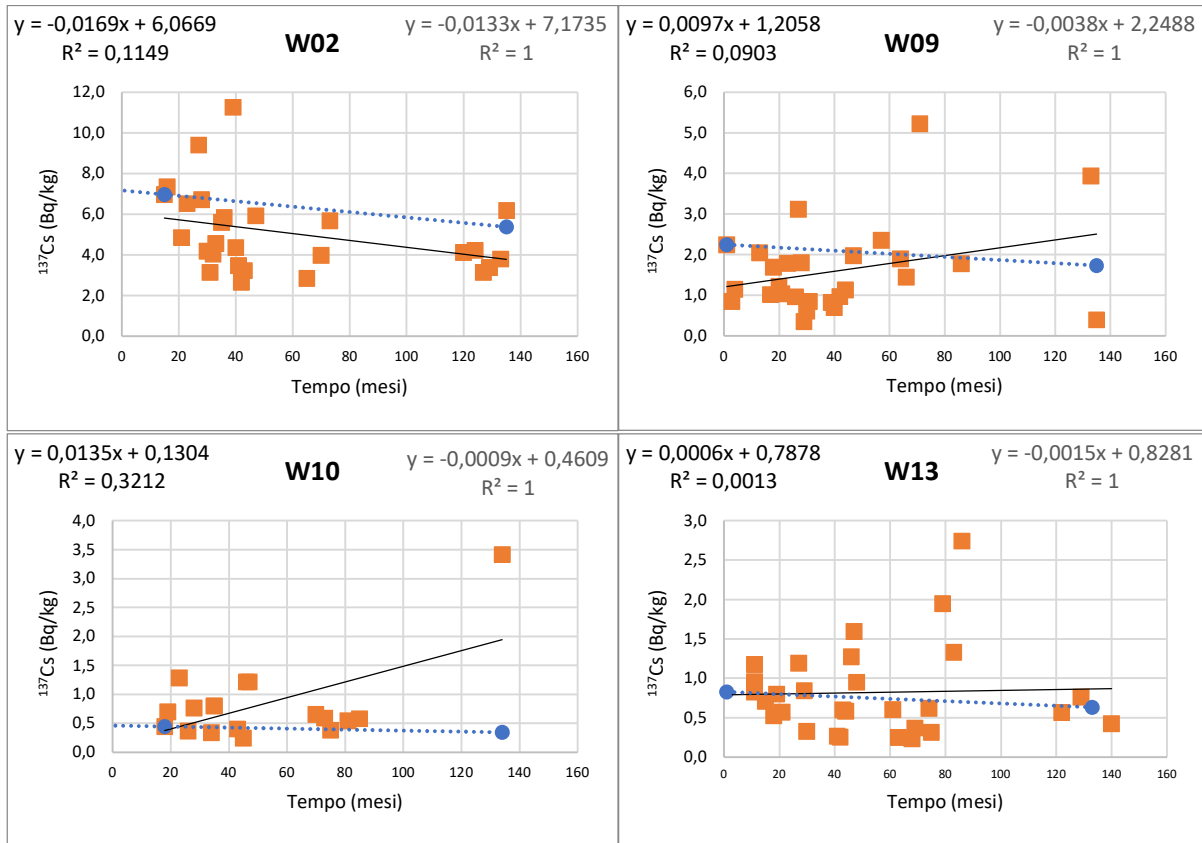 y = -0,0169x + 6,0669
R² = 0,1149
W02
y = -0,0133x + 7,1735
R² = 1
¹³⁷Cs (Bq/kg)
12,0
10,0
8,0
6,0
4,0
2,0
0,0
0 20 40 60 80 100 120 140 160
Tempo (mesi)
y = 0,0097x + 1,2058
R² = 0,0903
W09
y = -0,0038x + 2,2488
R² = 1
¹³⁷Cs (Bq/kg)
6,0
5,0
4,0
3,0
2,0
1,0
0,0
0 20 40 60 80 100 120 140 160
Tempo (mesi)
y = 0,0135x + 0,1304
R² = 0,3212
W10
y = -0,0009x + 0,4609
R² = 1
¹³⁷Cs (Bq/kg)
4,0
3,5
3,0
2,5
2,0
1,5
1,0
0,5
0,0
0 20 40 60 80 100 120 140 160
Tempo (mesi)
y = 0,0006x + 0,7878
R² = 0,0013
W13
y = -0,0015x + 0,8281
R² = 1
¹³⁷Cs (Bq/kg)
3,0
2,5
2,0
1,5
1,0
0,5
0,0
0 20 40 60 80 100 120 140 160
Tempo (mesi)